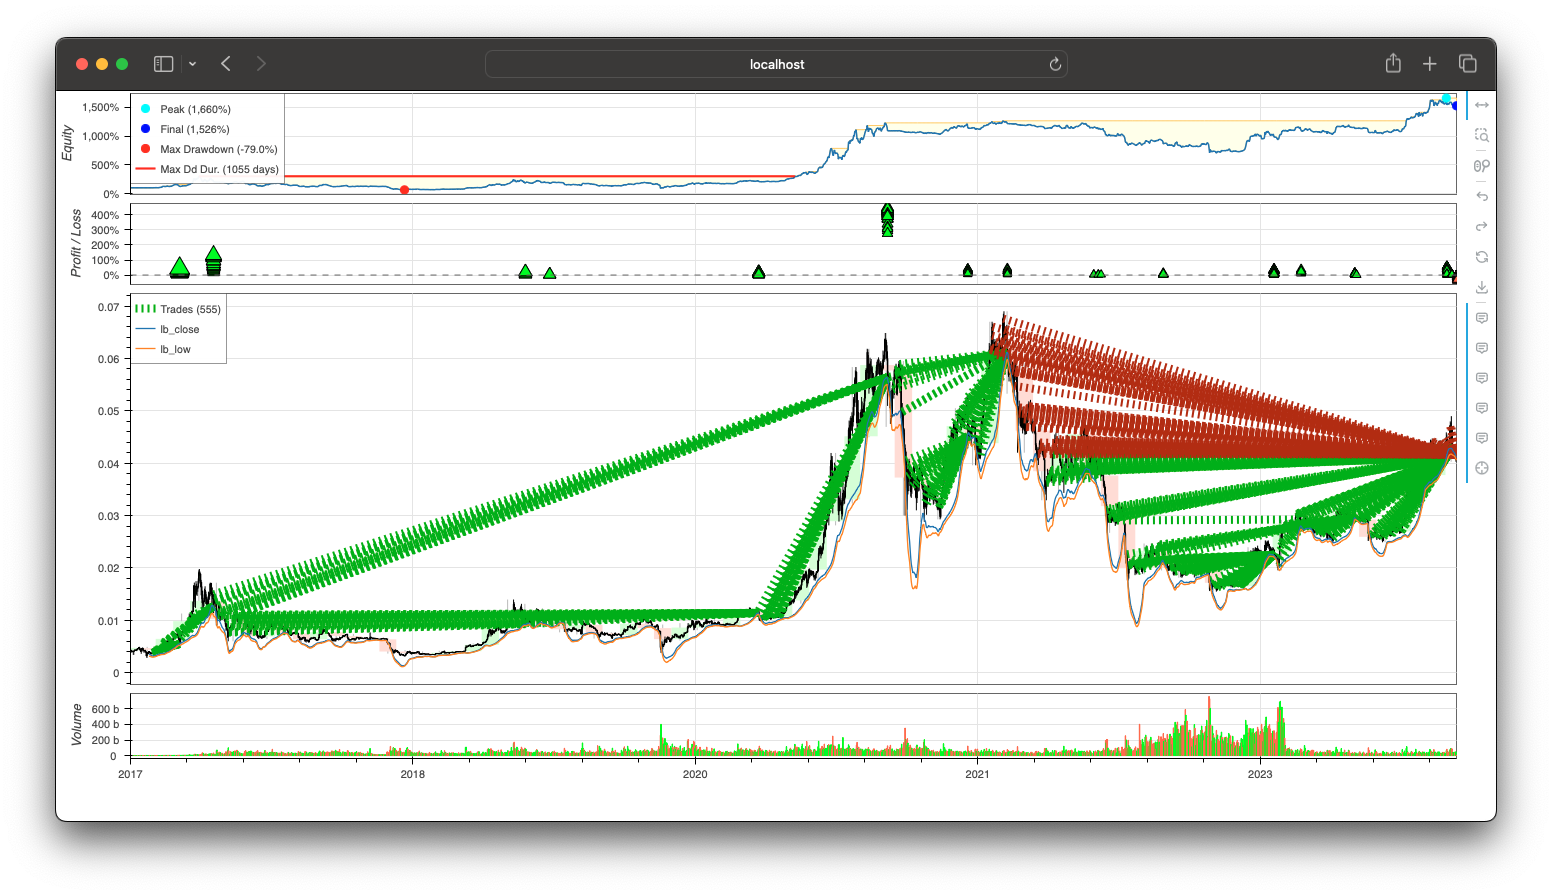 localhost
Equity
1,500%
1,000%
500%
0%
Peak (1,660%)
Final (1,526%)
Max Drawdown (-79.0%)
Max Dd Dur. (1055 days)
Profit / Loss
400%
300%
200%
100%
0%
Trades (555)
lb_close
lb_low
0.07
0.06
0.05
0.04
0.03
0.02
0.01
0
Volume
600 b
400 b
200 b
0
2017 2018 2020 2021 2023